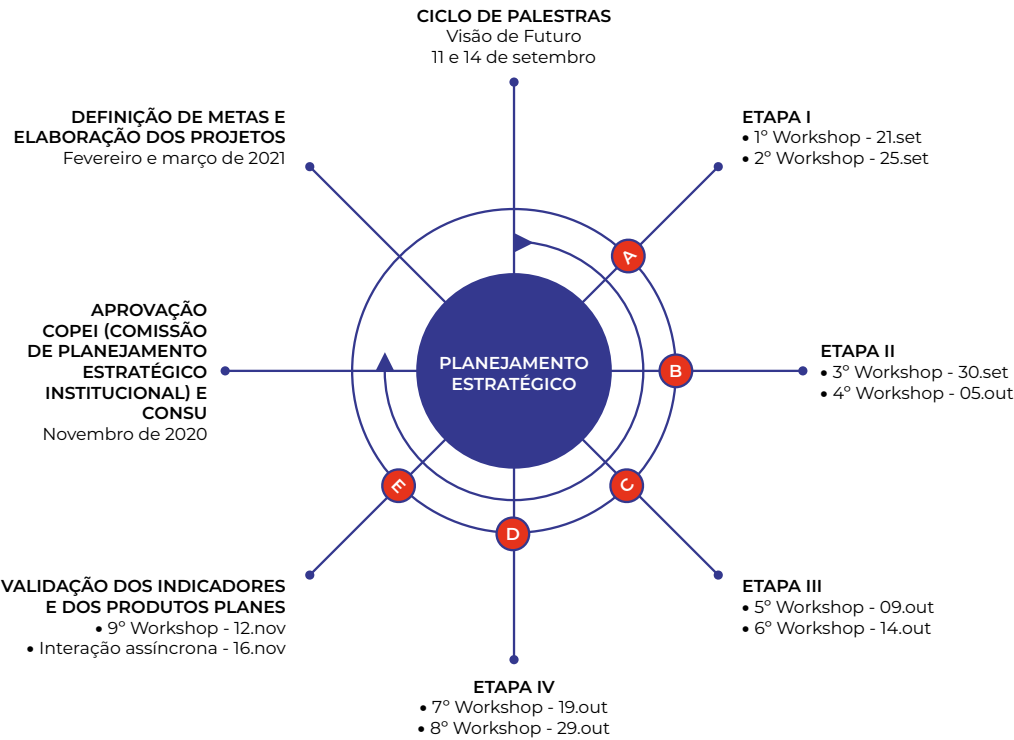 CICLO DE PALESTRAS
Visão de Futuro
11 e 14 de setembro
ETAPA I
• 1º Workshop - 21.set
• 2º Workshop - 25.set
ETAPA II
• 3º Workshop - 30.set
• 4º Workshop - 05.out
ETAPA III
• 5º Workshop - 09.out
• 6º Workshop - 14.out
ETAPA IV
• 7º Workshop - 19.out
• 8º Workshop - 29.out
VALIDAÇÃO DOS INDICADORES
E DOS PRODUTOS PLANES
• 9º Workshop - 12.nov
• Interação assíncrona - 16.nov
APROVAÇÃO
COPEI (COMISSÃO
DE PLANEJAMENTO
ESTRATÉGICO
INSTITUCIONAL) E
CONSU
Novembro de 2020
DEFINIÇÃO DE METAS E
ELABORAÇÃO DOS PROJETOS
Fevereiro e março de 2021
PLANEJAMENTO
ESTRATÉGICO
A
B
C
D
E